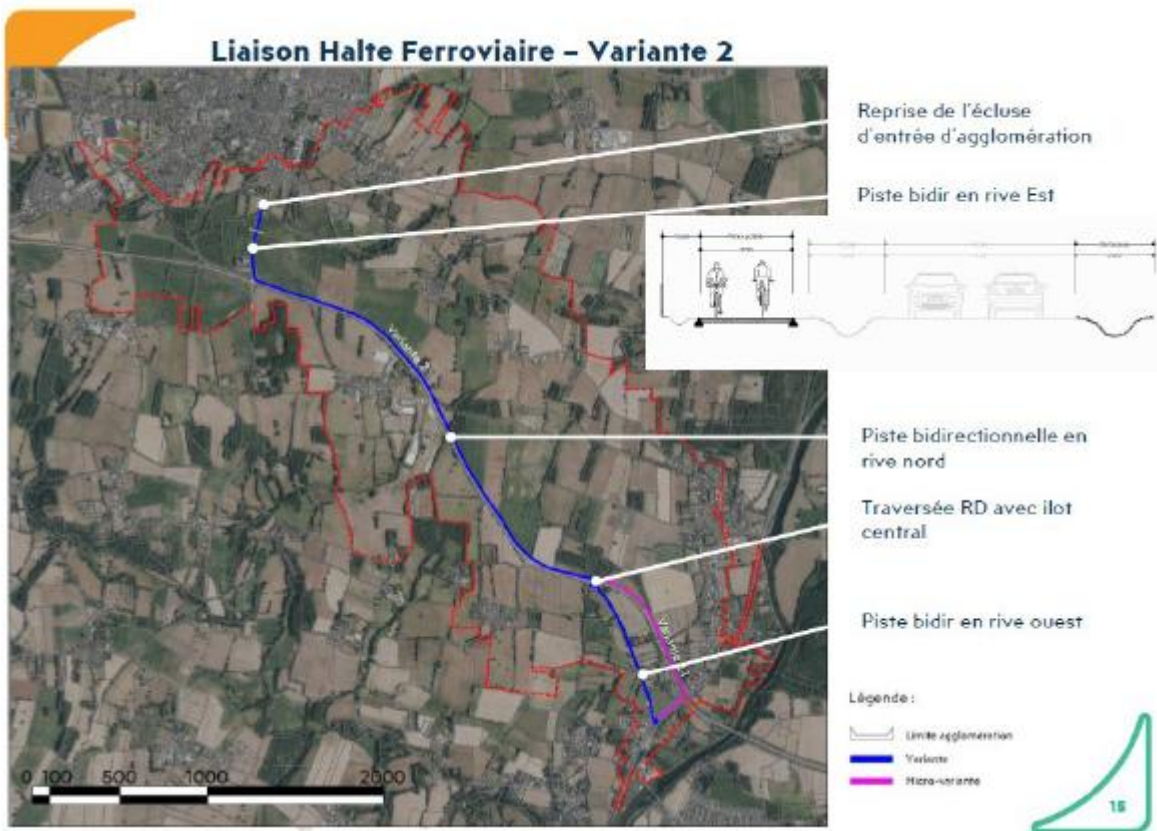 Liaison Halte Ferroviaire – Variante 2
Reprise de l'écluse
d'entrée d'agglomération
Piste bidir en rive Est
Variante 2
Piste bidirectionnelle en
rive nord
Traversée RD avec ilot
central
Piste bidir en rive ouest
Légende :
Limite agglomération
Variante
Micro-variante
0 100 500 1000 2000
15